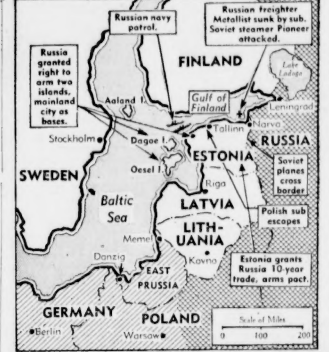 Russian navy
patrol.
Russian freighter
Metallist sunk by sub.
Soviet steamer Pioneer
attacked.
Russia
granted
right to
arm two
islands,
mainland
city as
bases.
FINLAND
Lake
Ladoga
Aaland I.
Gulf of
Finland
Leningrad
Stockholm
Tallinn
Narva
Dagoe I.
RUSSIA
ESTONIA
Oesel I.
Soviet
planes
cross
border
SWEDEN
Riga
Baltic
Sea
LATVIA
Polish sub
escapes
LITH-
UANIA
Memel
Kovno
Danzig
Estonia grants
Russia 10-year
trade, arms pact.
EAST
PRUSSIA
GERMANY
POLAND
Berlin
Warsaw
Scale of Miles
0 100 200